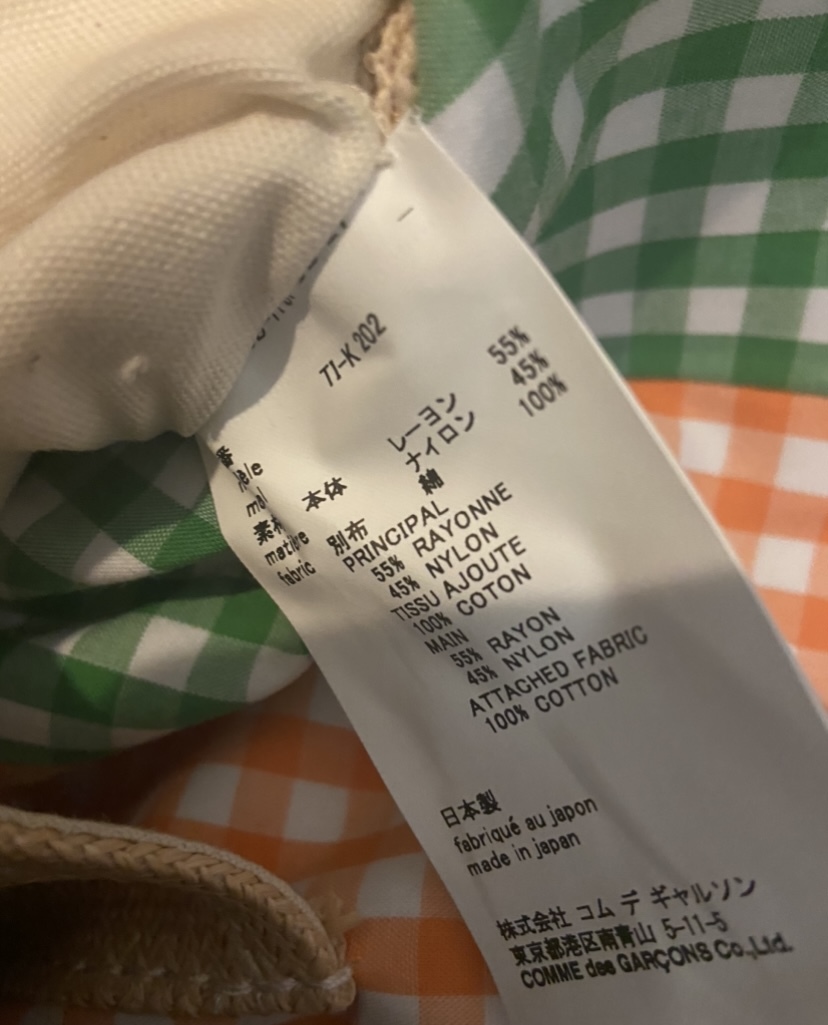 TI-K 202
レーヨン 55%
ナイロン 45%
本体 綿 100%
別布
PRINCIPAL
55% RAYONNE
45% NYLON
TISSU AJOUTE
100% COTON
MAIN
55% RAYON
45% NYLON
ATTACHED FABRIC
100% COTTON
fabric
日本製
fabriqué au japon
made in japan
株式会社 コム デ ギャルソン
東京都港区南青山 5-11-5
COMME des GARÇONS Co.,Ltd.